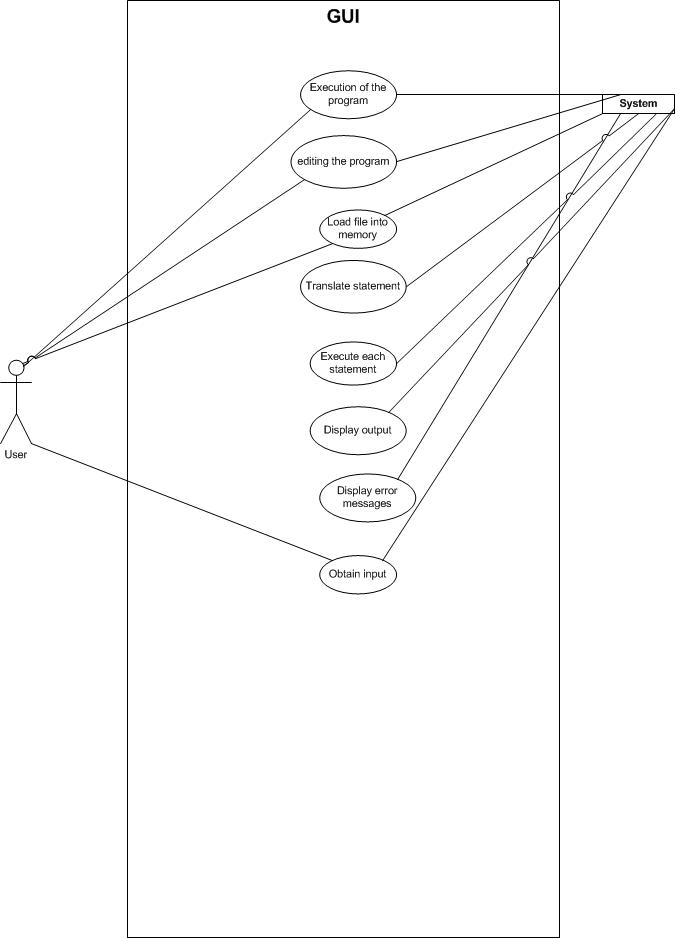 GUI
Execution of the
program
System
editing the program
Load file into
memory
Translate statement
Execute each
statement
Display output
User
Display error
messages
Obtain input